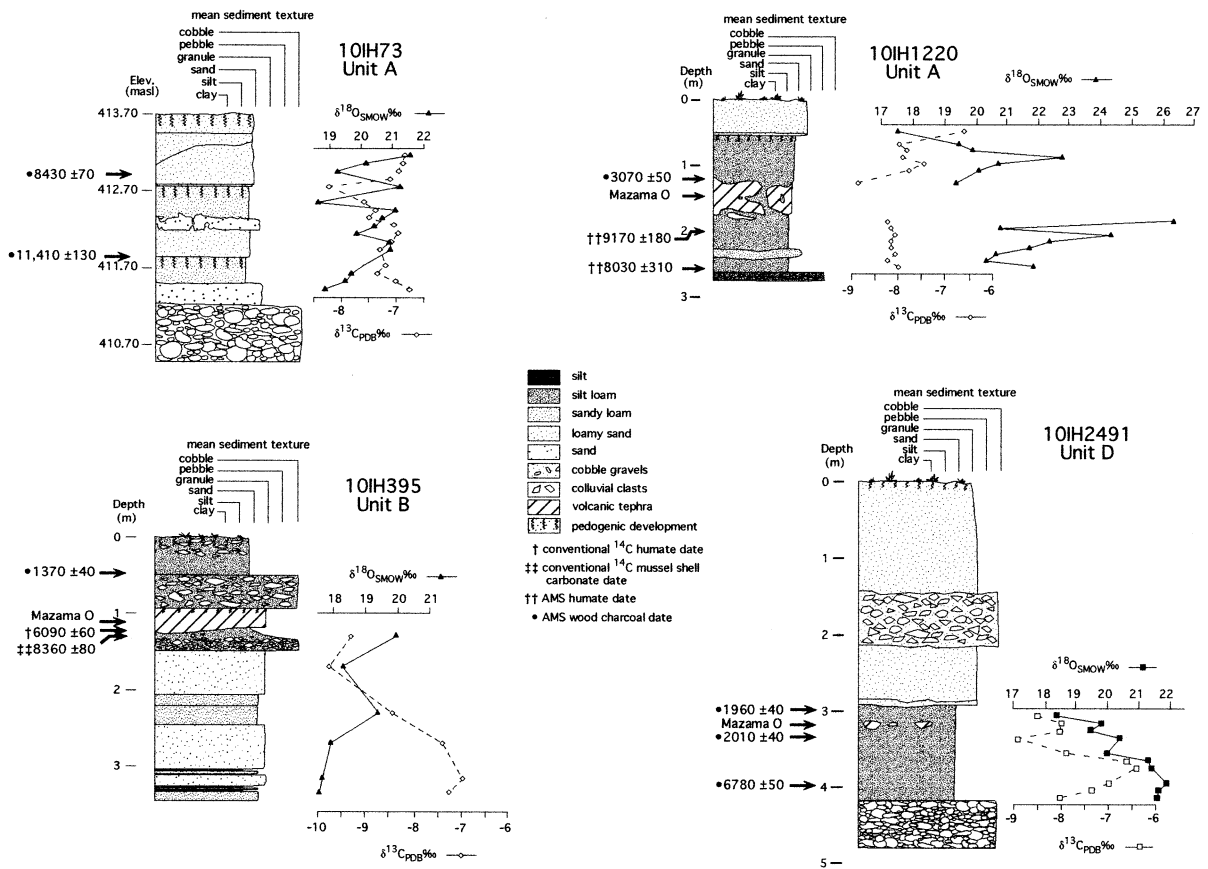 mean sediment texture
cobble
pebble
granule
sand
silt
clay
10IH73
Unit A
Elev.
(masl)
δ18OSMOW‰
19 20 21 22
413.70
●8430 ±70
412.70
●11,410 ±130
411.70
410.70
-8 -7
δ13CPDB‰
mean sediment texture
cobble
pebble
granule
sand
silt
clay
10IH1220
Unit A
Depth
(m)
δ18OSMOW‰
17 18 19 20 21 22 23 24 25 26 27
0
1
●3070 ±50
Mazama O
2
††9170 ±180
††8030 ±310
3
-9 -8 -7 -6
δ13CPDB‰
silt
silt loam
sandy loam
loamy sand
sand
cobble gravels
colluvial clasts
volcanic tephra
pedogenic development
† conventional 14C humate date
‡‡ conventional 14C mussel shell
carbonate date
†† AMS humate date
● AMS wood charcoal date
mean sediment texture
cobble
pebble
granule
sand
silt
clay
10IH395
Unit B
Depth
(m)
δ18OSMOW‰
18 19 20 21
0
●1370 ±40
1
Mazama O
†6090 ±60
‡‡8360 ±80
2
3
-10 -9 -8 -7 -6
δ13CPDB‰
mean sediment texture
cobble
pebble
granule
sand
silt
clay
10IH2491
Unit D
Depth
(m)
0
1
2
δ18OSMOW‰
17 18 19 20 21 22
●1960 ±40
3
Mazama O
●2010 ±40
●6780 ±50
4
-9 -8 -7 -6
δ13CPDB‰
5